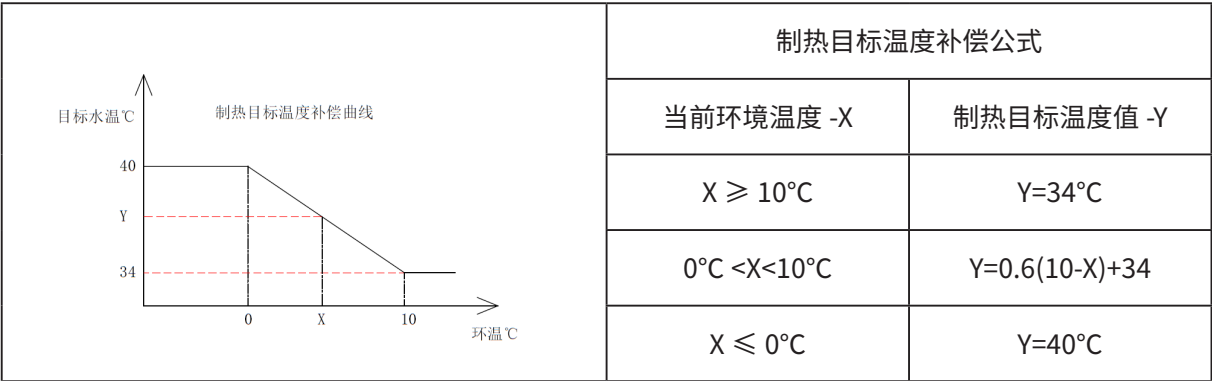 目标水温℃
制热目标温度补偿曲线
40
Y
34
0 X 10
环温℃
制热目标温度补偿公式
当前环境温度 -X 制热目标温度值 -Y
X ≥ 10°C Y=34°C
0°C <X<10°C Y=0.6(10-X)+34
X ≤ 0°C Y=40°C